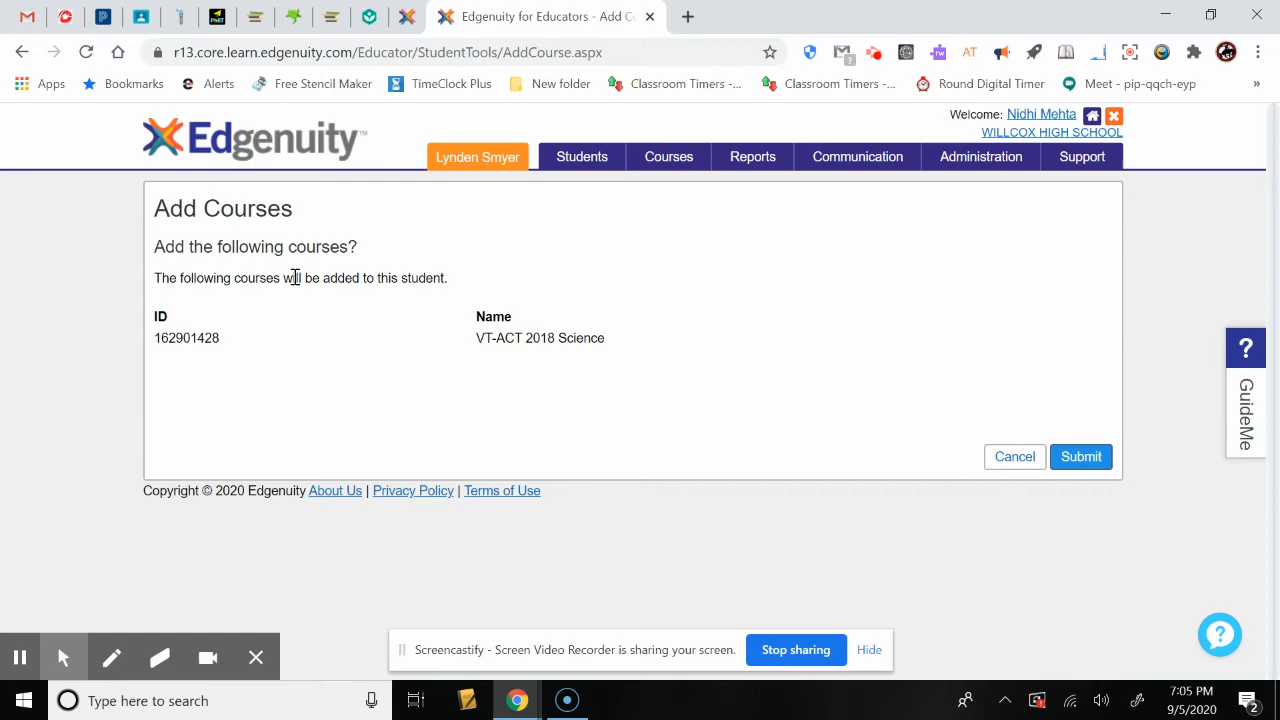 Edgenuity for Educators - Add Co
r13.core.learn.edgenuity.com/Educator/StudentTools/AddCourse.aspx
Apps Bookmarks Alerts Free Stencil Maker TimeClock Plus New folder Classroom Timers -... Classroom Timers -... Round Digital Timer Meet - pip-qqch-eyp »
Welcome: Nidhi Mehta
WILLCOX HIGH SCHOOL
Edgenuity™
Lynden Smyer Students Courses Reports Communication Administration Support
Add Courses
Add the following courses?
The following courses will be added to this student.
ID Name
162901428 VT-ACT 2018 Science
? GuideMe
Cancel Submit
Copyright © 2020 Edgenuity About Us | Privacy Policy | Terms of Use
Screencastify - Screen Video Recorder is sharing your screen. Stop sharing Hide
Type here to search
7:05 PM
9/5/2020
2